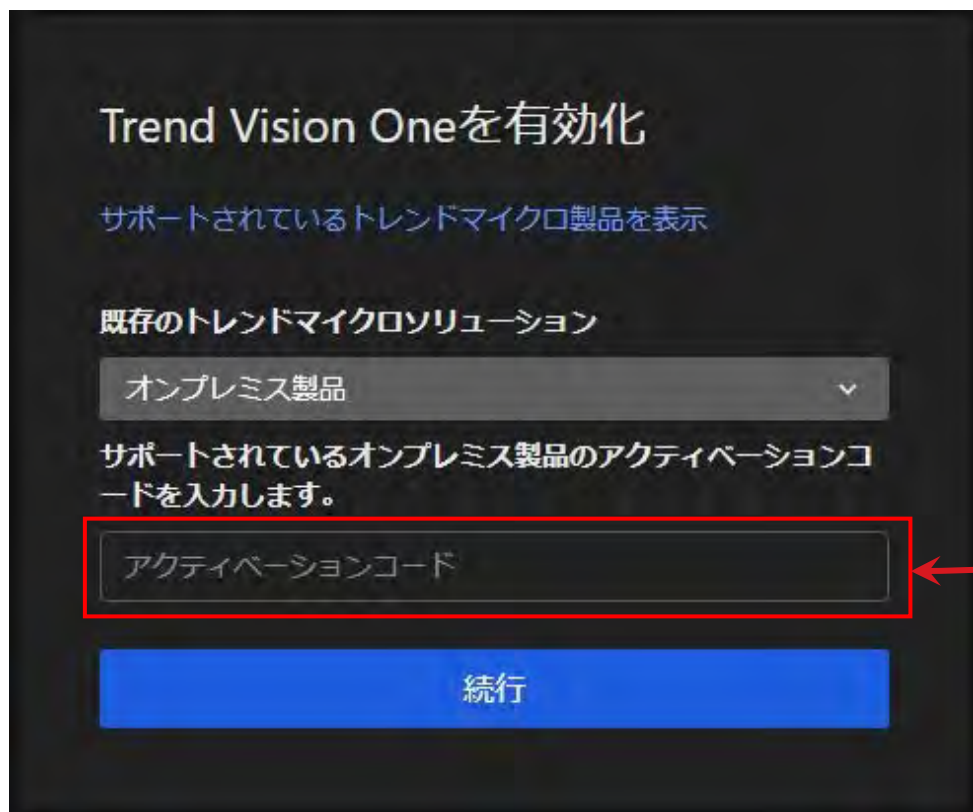 Trend Vision Oneを有効化
サポートされているトレンドマイクロ製品を表示
既存のトレンドマイクロソリューション
オンプレミス製品
サポートされているオンプレミス製品のアクティベーションコ
ードを入力します。
アクティベーションコード
続行